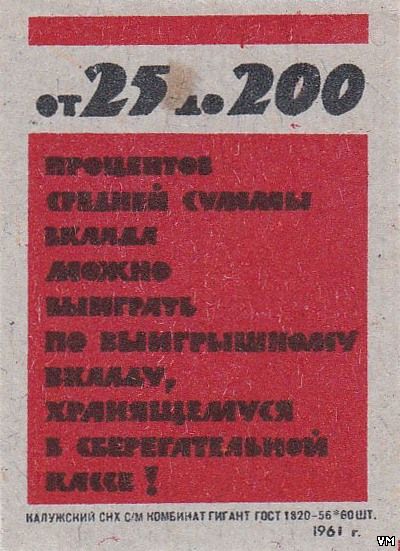 от 25 до 200
ПРОЦЕНТОВ
СРЕДНЕЙ СУММЫ
ВКЛАДА
МОЖНО
ВЫИГРАТЬ
ПО ВЫИГРЫШНОМУ
ВКЛАДУ,
ХРАНЯЩЕМУСЯ
В СБЕРЕГАТЕЛЬНОЙ
КАССЕ!
КАЛУЖСКИЙ СНХ С/М КОМБИНАТ ГИГАНТ ГОСТ 1820-56*60ШТ.
1961 г.
VM